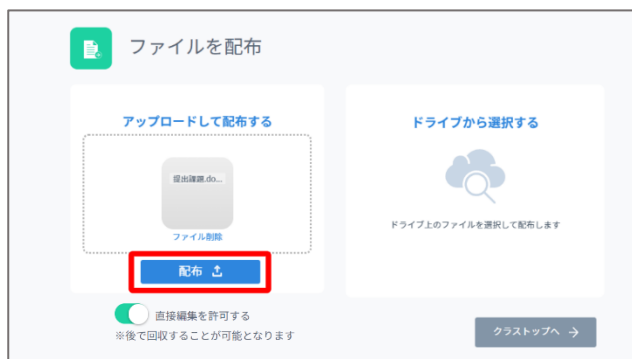 ファイルを配布
アップロードして配布する
提出課題.do...
ファイル削除
配布
直接編集を許可する
※後で回収することが可能となります
ドライブから選択する
ドライブ上のファイルを選択して配布します
クラストップへ →